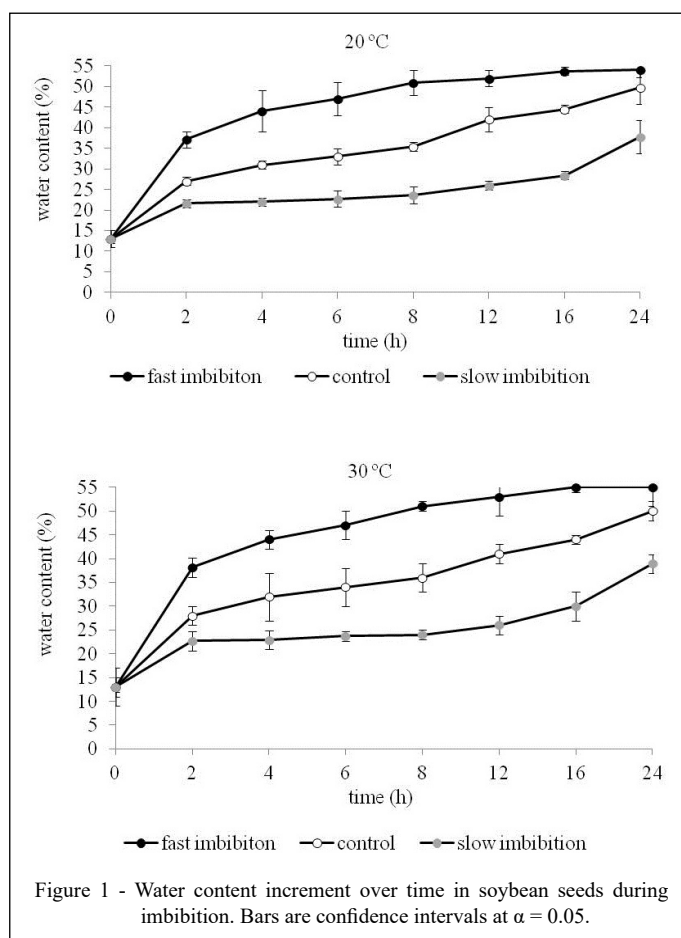 20 °C
water content (%)
55
50
45
40
35
30
25
20
15
10
5
0
0 2 4 6 8 12 16 24
time (h)
fast imbibiton control slow imbibition
30 °C
water content (%)
55
50
45
40
35
30
25
20
15
10
5
0
0 2 4 6 8 12 16 24
time (h)
fast imbibiton control slow imbibition
Figure 1 - Water content increment over time in soybean seeds during
imbibition. Bars are confidence intervals at α = 0.05.